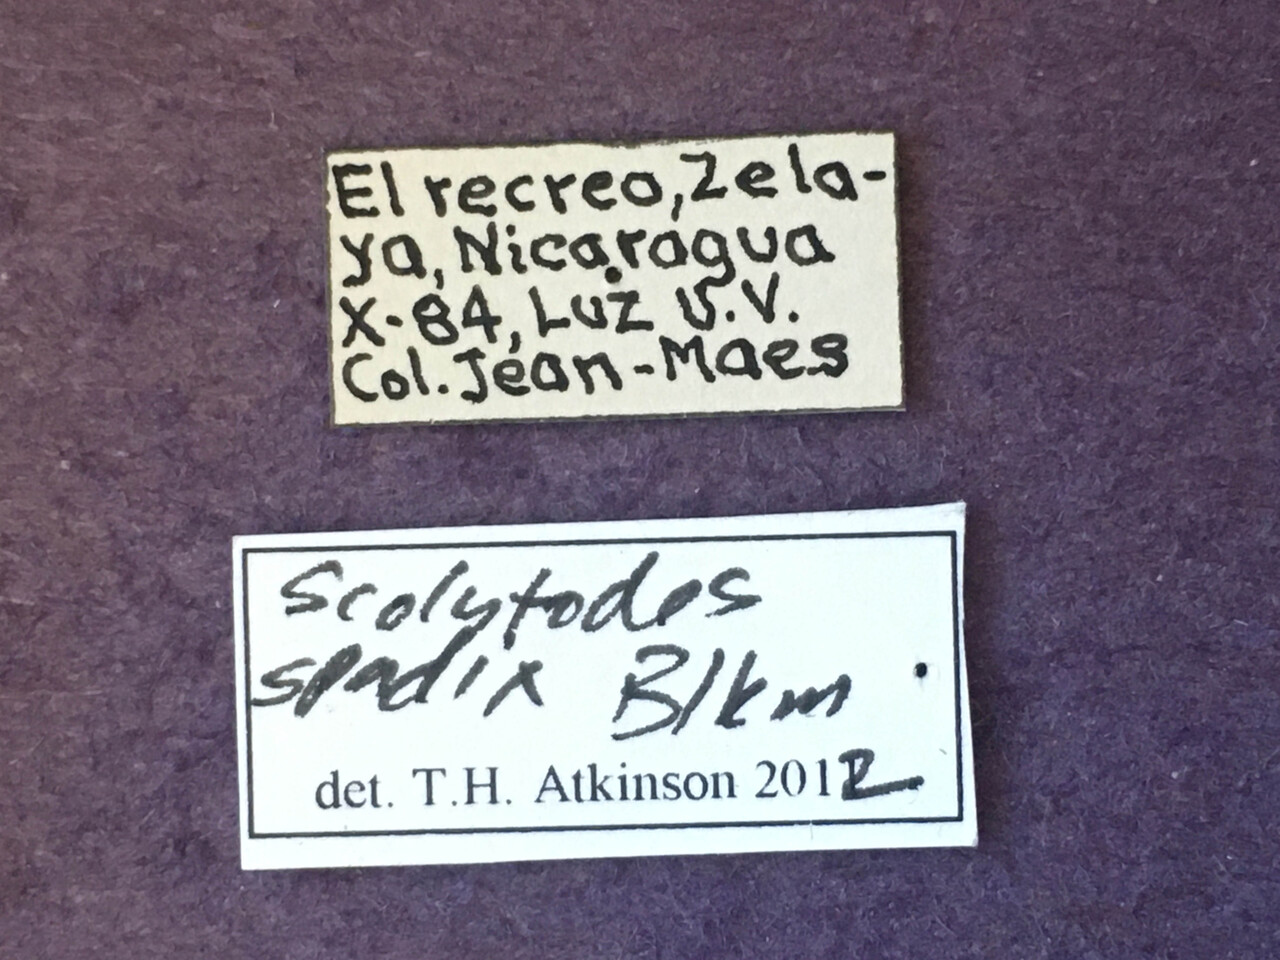 El recreo, Zela-
ya, Nicaragua
X-84, Luz U.V.
Col. Jean-Maes
Scolytodes
spadix Blkm
det. T.H. Atkinson 2012